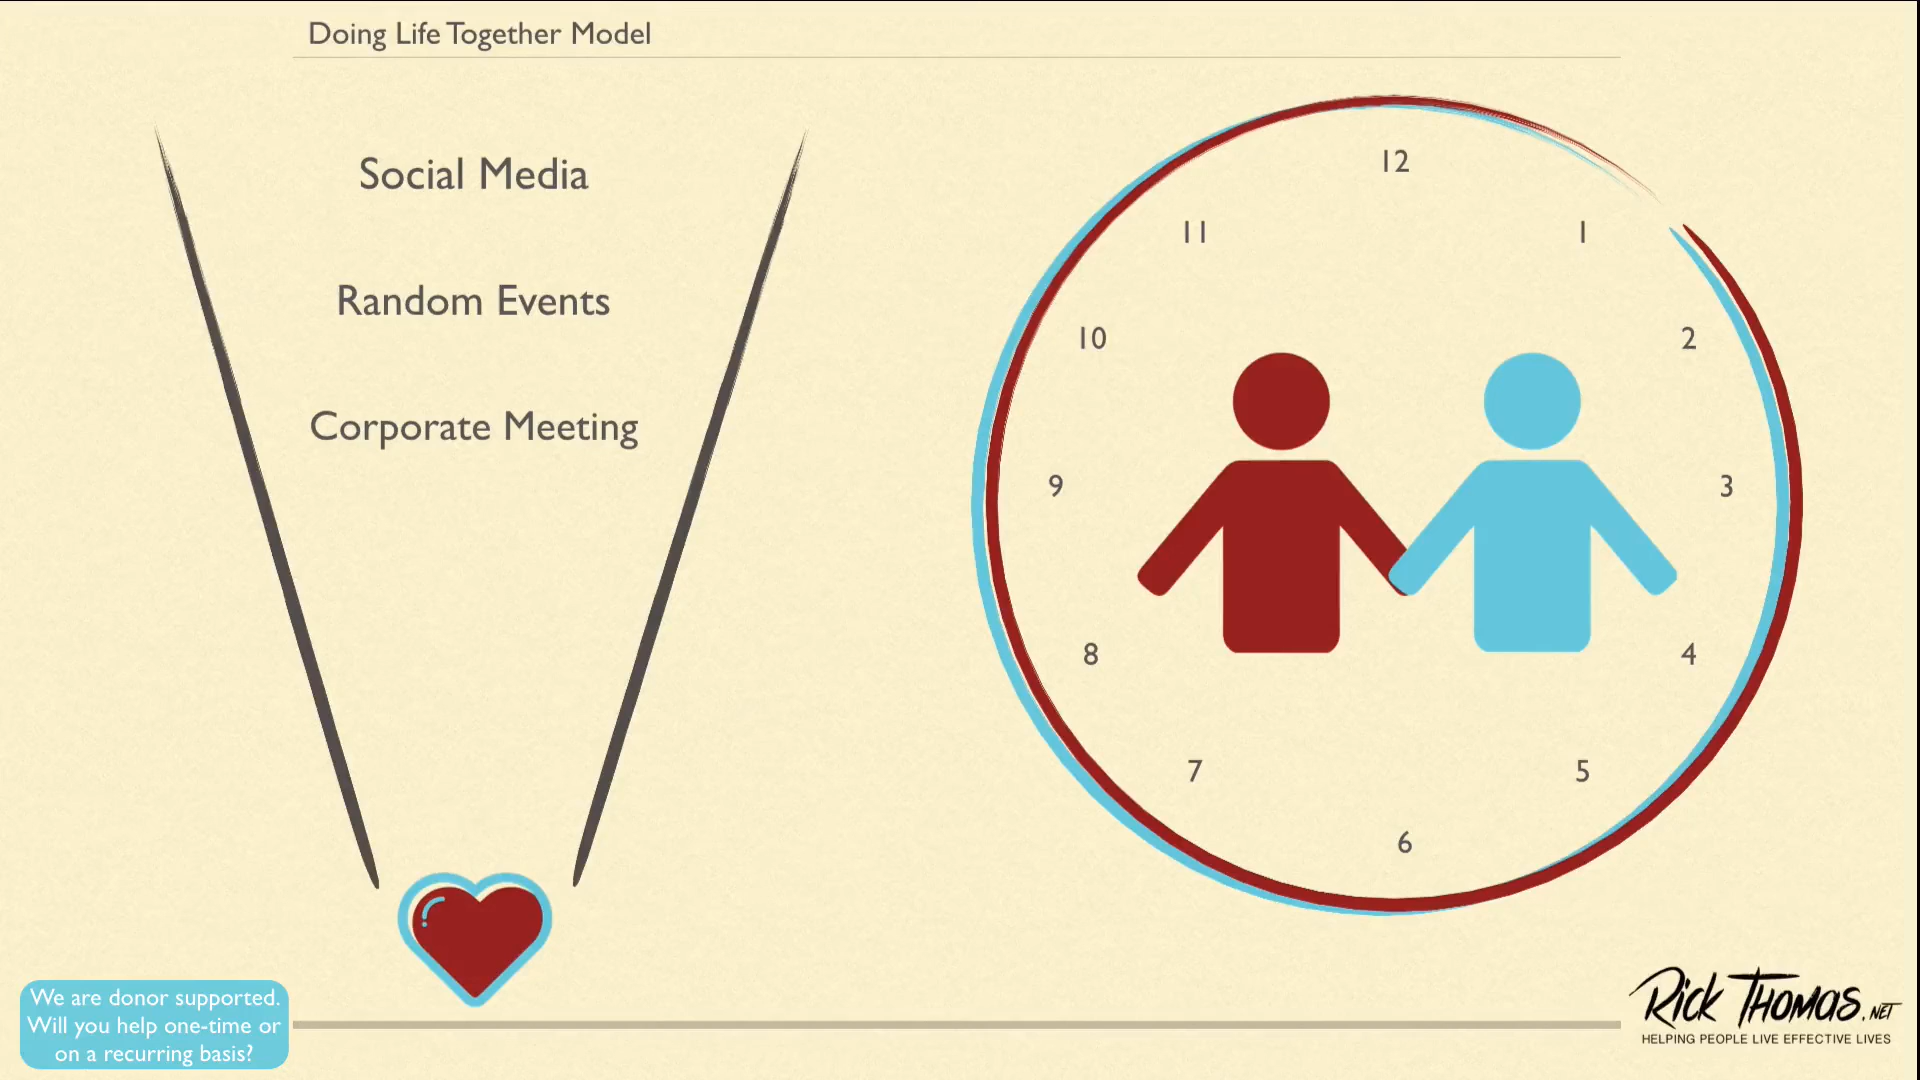 Doing Life Together Model
Social Media
Random Events
Corporate Meeting
12
1
2
3
4
5
6
7
8
9
10
11
We are donor supported.
Will you help one-time or
on a recurring basis?
RICK THOMAS.NET
HELPING PEOPLE LIVE EFFECTIVE LIVES